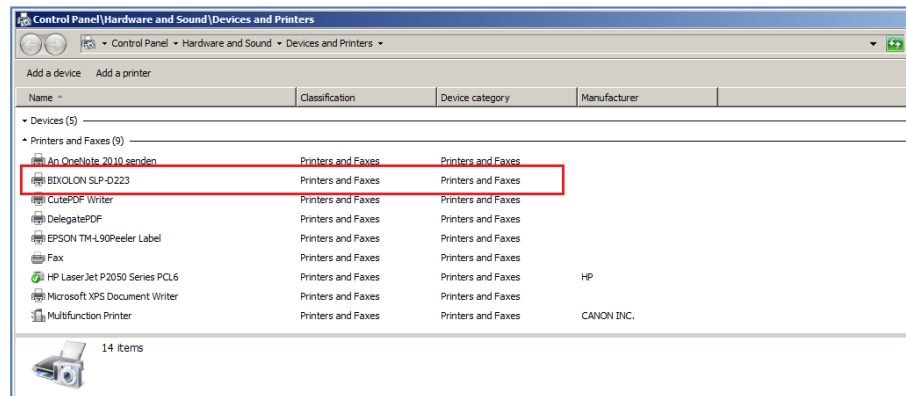 Control Panel\Hardware and Sound\Devices and Printers
Control Panel Hardware and Sound Devices and Printers
Add a device Add a printer
Name Classification Device category Manufacturer
Devices (5)
Printers and Faxes (9)
An OneNote 2010 senden Printers and Faxes Printers and Faxes
BIXOLON SLP-D223 Printers and Faxes Printers and Faxes
CutePDF Writer Printers and Faxes Printers and Faxes
DelegatePDF Printers and Faxes Printers and Faxes
EPSON TM-L90Peeler Label Printers and Faxes Printers and Faxes
Fax Printers and Faxes Printers and Faxes
HP LaserJet P2050 Series PCL6 Printers and Faxes Printers and Faxes HP
Microsoft XPS Document Writer Printers and Faxes Printers and Faxes
Multifunction Printer Printers and Faxes Printers and Faxes CANON INC.
14 items